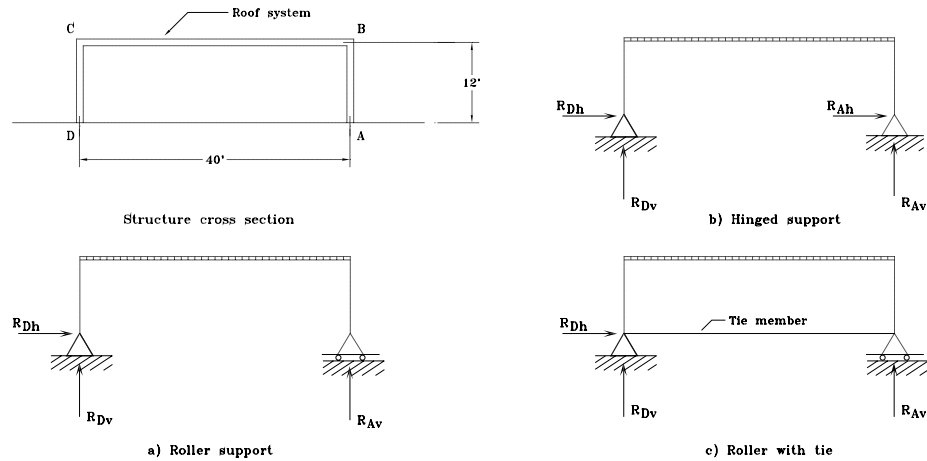 Roof system
C
B
12'
D
A
40'
Structure cross section
R_Dh
R_Ah
R_Dv
R_Av
b) Hinged support
R_Dh
R_Dv
R_Av
a) Roller support
Tie member
R_Dh
R_Dv
R_Av
c) Roller with tie